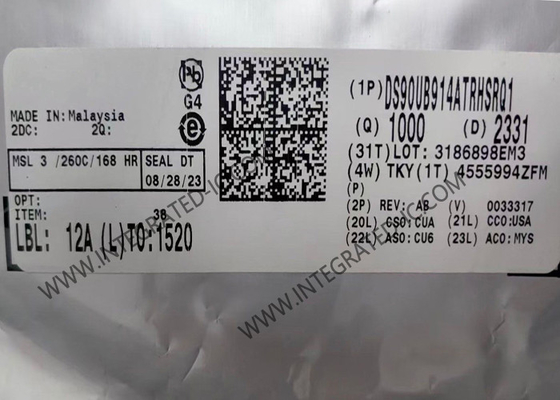 Pb
G4
e
MADE IN: Malaysia
2DC: 2Q:
MSL 3 /260C/168 HR SEAL DT
08/28/23
OPT:
ITEM: 38
LBL: 12A (L)TO:1520
(1P) DS90UB914ATRHSRQ1
(Q) 1000 (D) 2331
(31T)LOT: 3186898EM3
(4W) TKY(1T) 4555994ZFM
(P)
(2P) REV: AB (V) 0033317
(20L) CSO:CUA (21L) CCO:USA
(22L) ASO:CU6 (23L) ACO:MYS
WWW.INTEGRATED-IC.COM
WWW.INTEGRATED-IC.COM